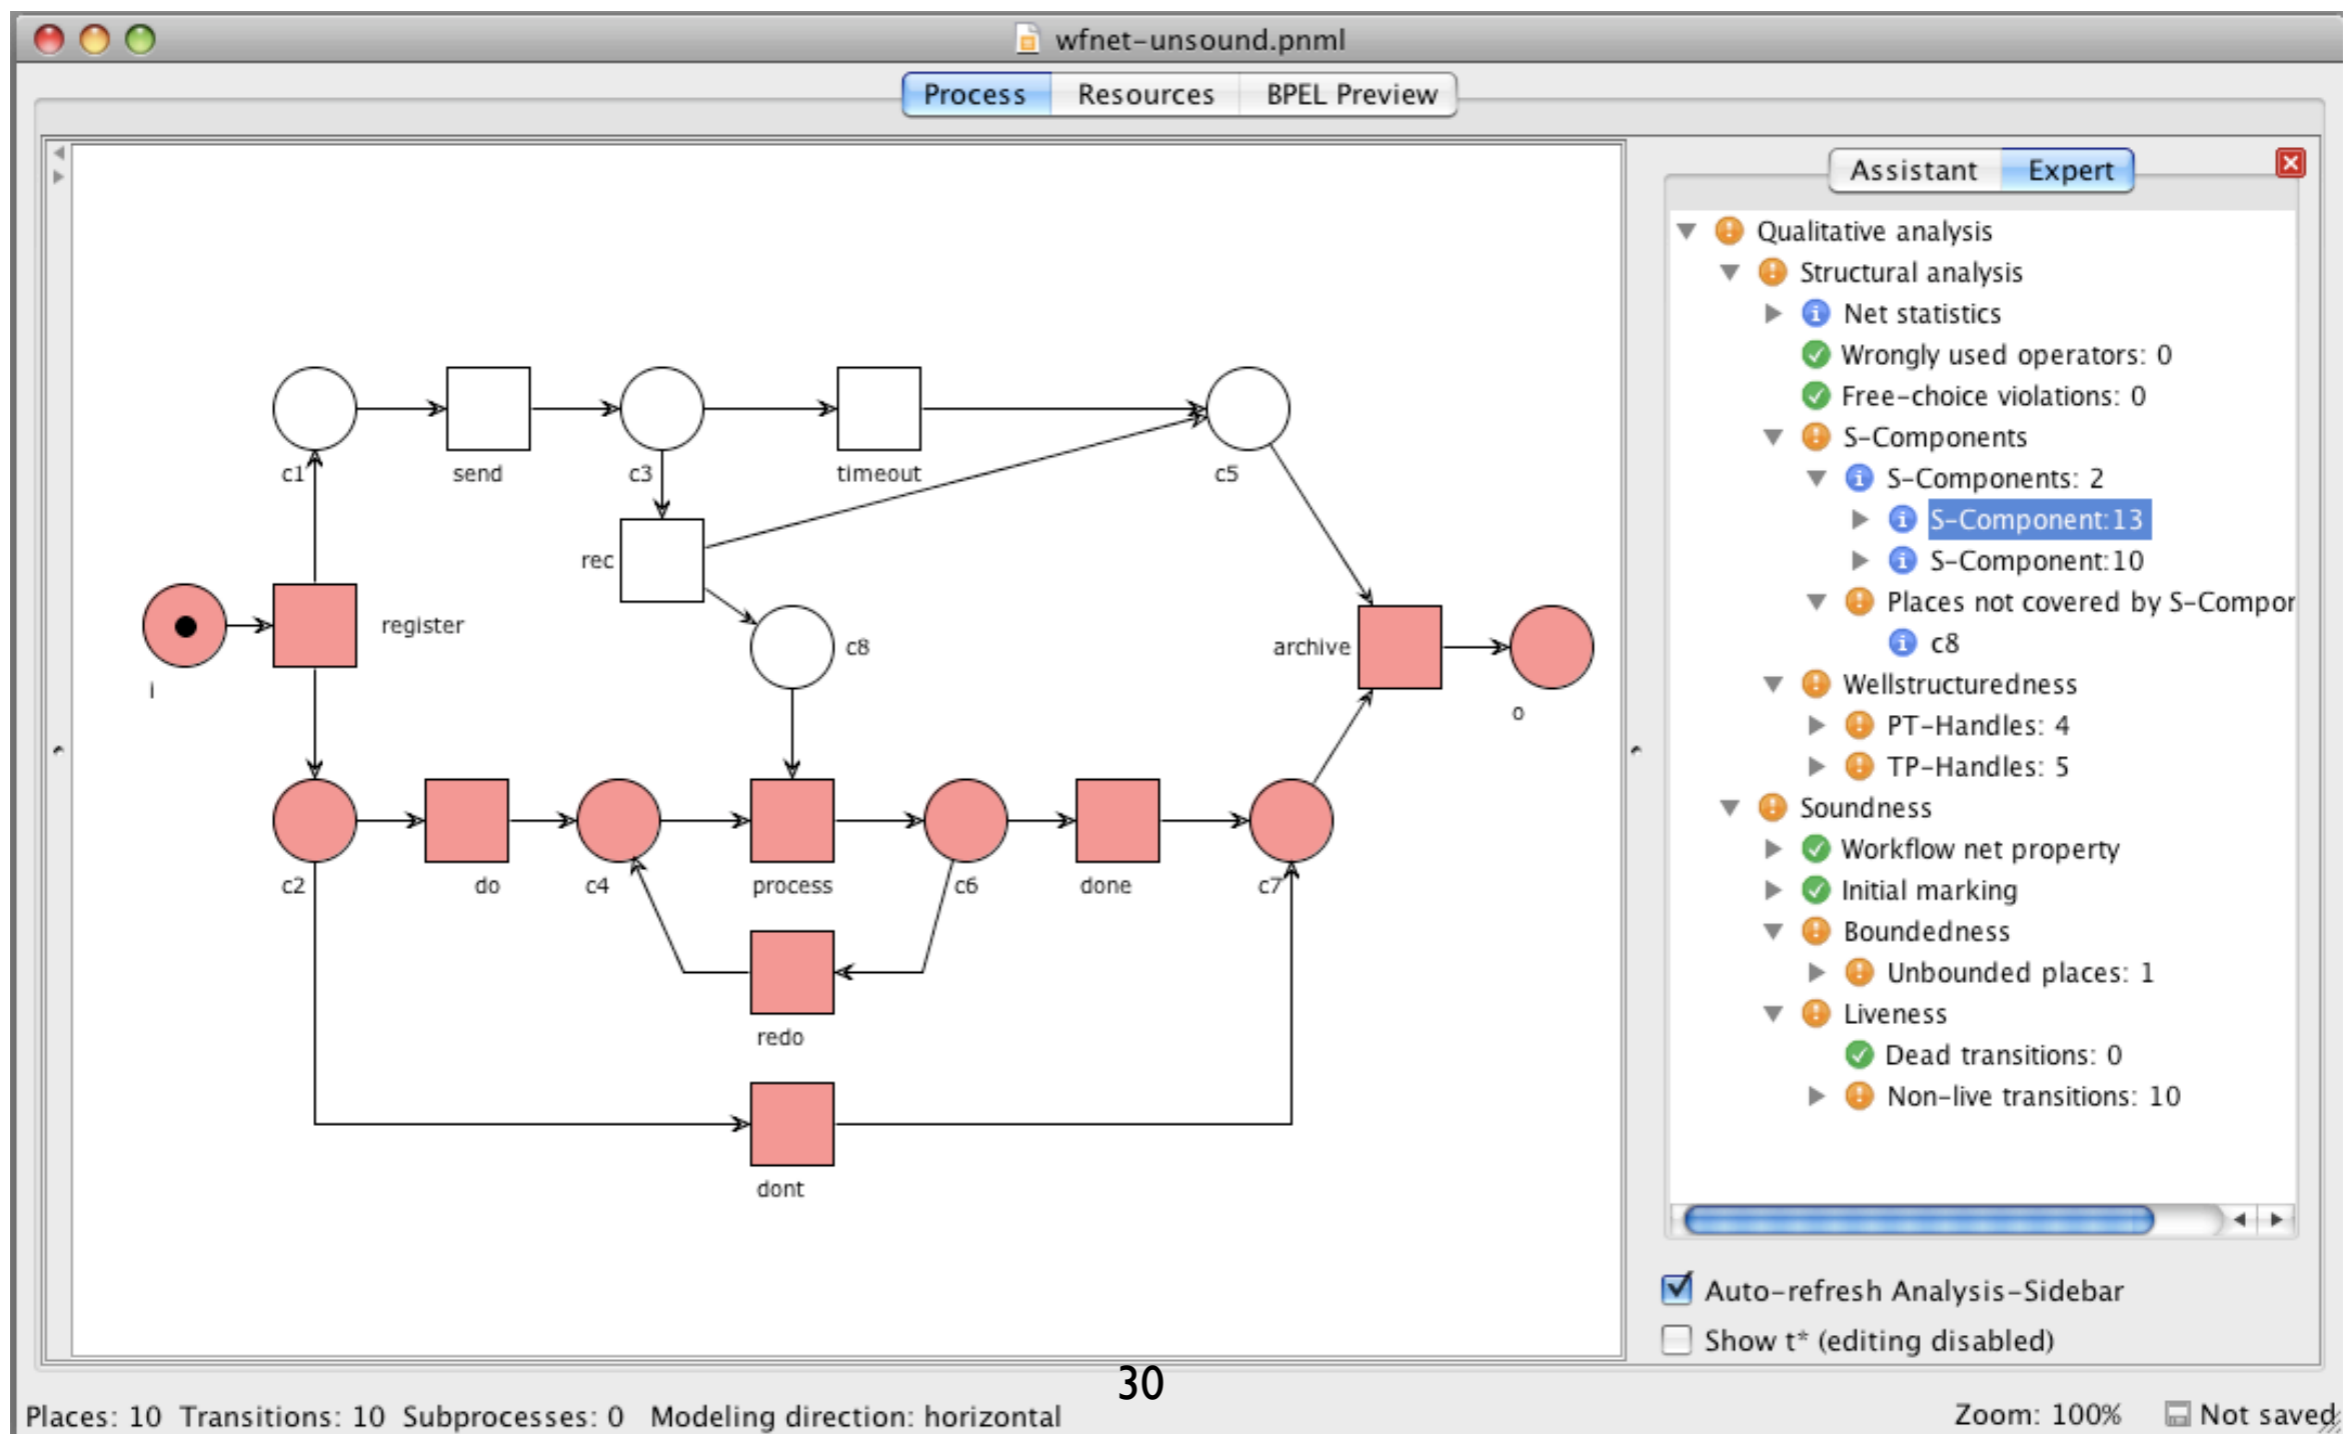 wfnet-unsound.pnml
Process Resources BPEL Preview
Assistant Expert
Qualitative analysis
Structural analysis
Net statistics
Wrongly used operators: 0
Free-choice violations: 0
S-Components
S-Components: 2
S-Component:13
S-Component:10
Places not covered by S-Compor
c8
Wellstructuredness
PT-Handles: 4
TP-Handles: 5
Soundness
Workflow net property
Initial marking
Boundedness
Unbounded places: 1
Liveness
Dead transitions: 0
Non-live transitions: 10
Auto-refresh Analysis-Sidebar
Show t* (editing disabled)
c1 send c3 timeout c5
rec
register
i
c8
archive
o
c2 do c4 process c6 done c7
redo
dont
30
Places: 10 Transitions: 10 Subprocesses: 0 Modeling direction: horizontal
Zoom: 100% Not saved